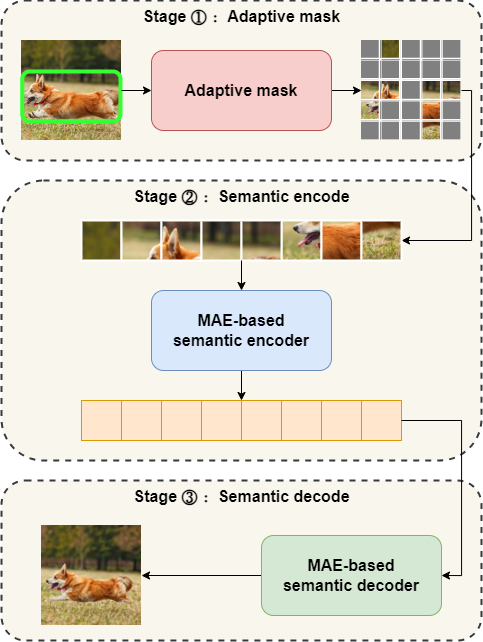 Stage ①： Adaptive mask
Adaptive mask
Stage ②： Semantic encode
MAE-based
semantic encoder
Stage ③： Semantic decode
MAE-based
semantic decoder